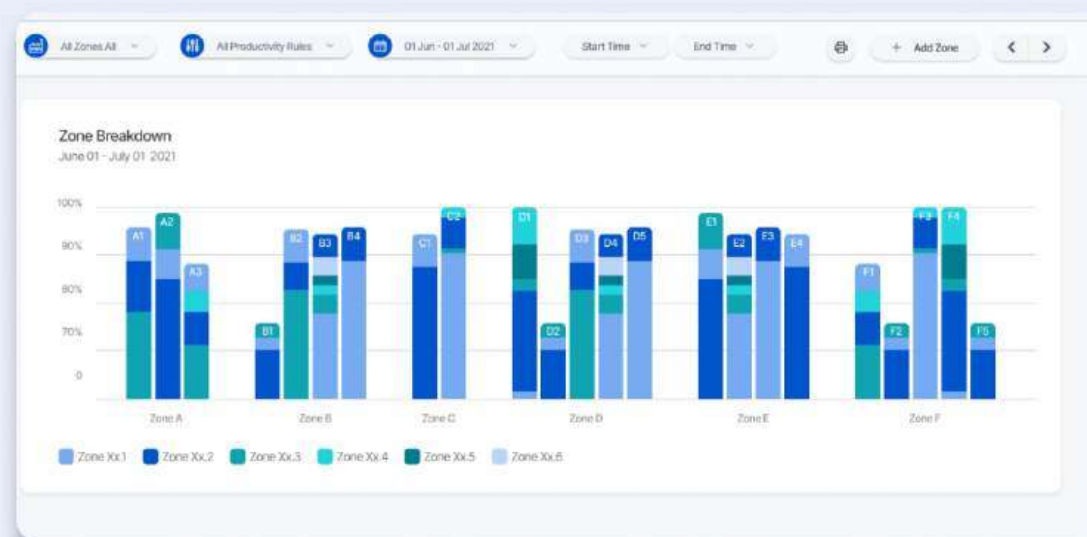 All Zones All
All Productivity Rules
01 Jun - 01 Jul 2021
Start Time
End Time
+ Add Zone
Zone Breakdown
June 01 - July 01 2021
100%
90%
80%
70%
0
A1 A2 A3
B1 B2 B3 B4
C1 C2
D1 D2 D3 D4 D5
E1 E2 E3 E4
F1 F2 F3 F4 F5
Zone A
Zone B
Zone C
Zone D
Zone E
Zone F
Zone Xx.1
Zone Xx.2
Zone Xx.3
Zone Xx.4
Zone Xx.5
Zone Xx.6